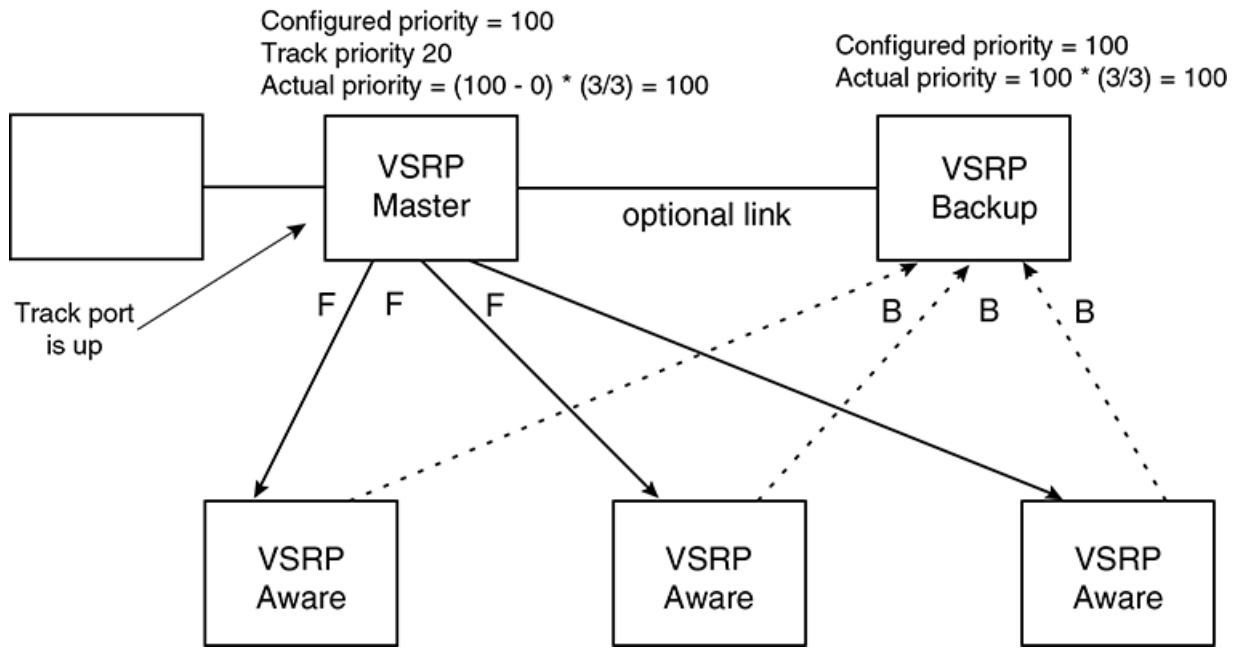 Configured priority = 100
Track priority 20
Actual priority = (100 - 0) * (3/3) = 100
Configured priority = 100
Actual priority = 100 * (3/3) = 100
VSRP
Master
optional link
VSRP
Backup
Track port
is up
F
F
F
B
B
B
VSRP
Aware
VSRP
Aware
VSRP
Aware